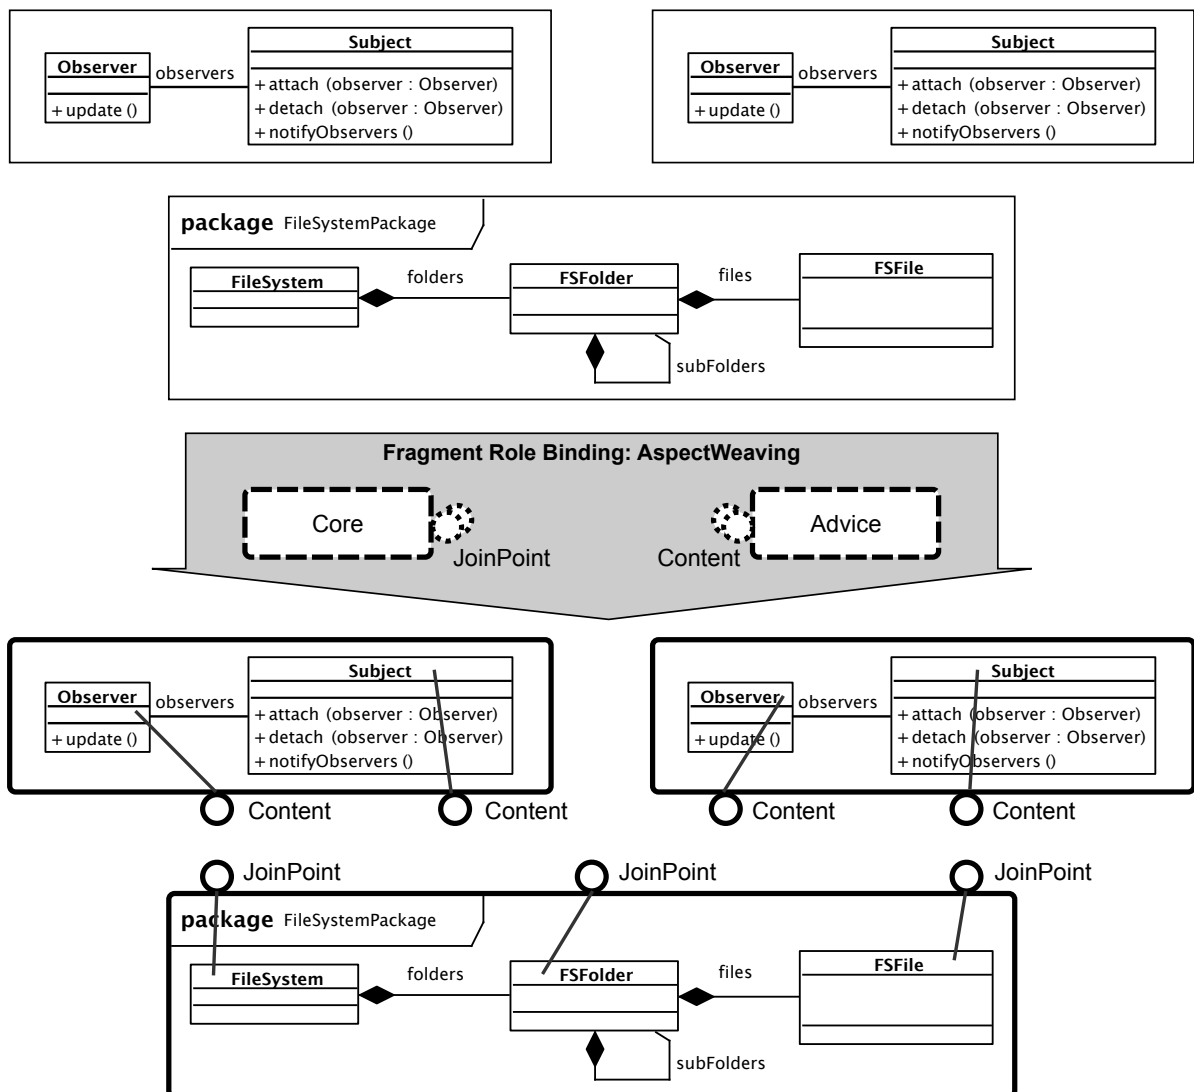 Subject
Observer
observers
+ attach (observer : Observer)
+ detach (observer : Observer)
+ update ()
+ notifyObservers ()
Subject
Observer
observers
+ attach (observer : Observer)
+ detach (observer : Observer)
+ update ()
+ notifyObservers ()
package FileSystemPackage
FileSystem
folders
FSFolder
files
FSFile
subFolders
Fragment Role Binding: AspectWeaving
Core
JoinPoint
Content
Advice
Subject
Observer
observers
+ attach (observer : Observer)
+ detach (observer : Observer)
+ update ()
+ notifyObservers ()
Content
Content
Subject
Observer
observers
+ attach (observer : Observer)
+ detach (observer : Observer)
+ update ()
+ notifyObservers ()
Content
Content
JoinPoint
JoinPoint
JoinPoint
package FileSystemPackage
FileSystem
folders
FSFolder
files
FSFile
subFolders